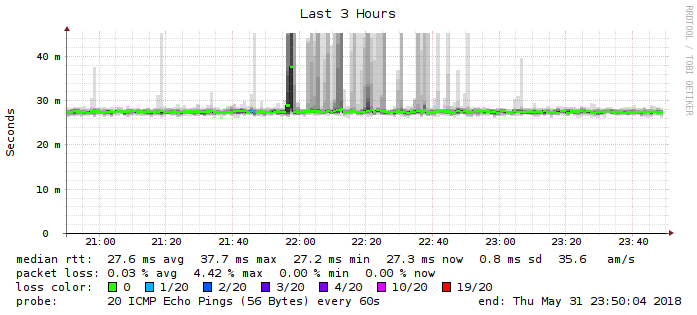 Last 3 Hours
RRDTOOL / TOBI OETIKER
Seconds
40 m
30 m
20 m
10 m
0
21:00 21:20 21:40 22:00 22:20 22:40 23:00 23:20 23:40
median rtt: 27.6 ms avg 37.7 ms max 27.2 ms min 27.3 ms now 0.8 ms sd 35.6 am/s
packet loss: 0.03 % avg 4.42 % max 0.00 % min 0.00 % now
loss color: 0 1/20 2/20 3/20 4/20 10/20 19/20
probe: 20 ICMP Echo Pings (56 Bytes) every 60s end: Thu May 31 23:50:04 2018